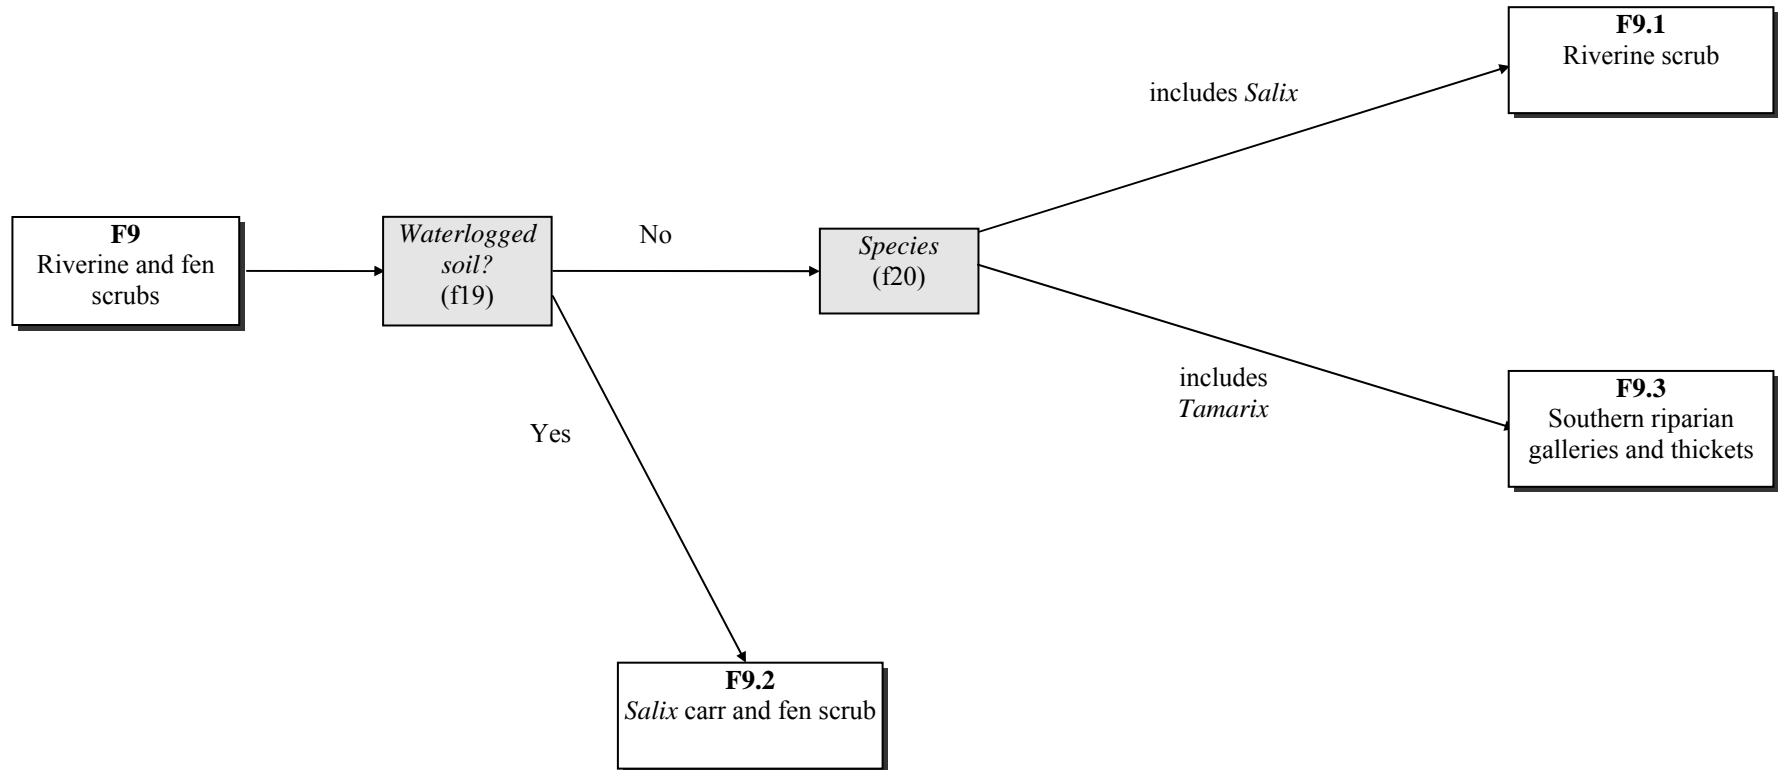 F9
Riverine and fen
scrubs
Waterlogged
soil?
(f19)
No
Yes
Species
(f20)
includes Salix
includes
Tamarix
F9.1
Riverine scrub
F9.3
Southern riparian
galleries and thickets
F9.2
Salix carr and fen scrub